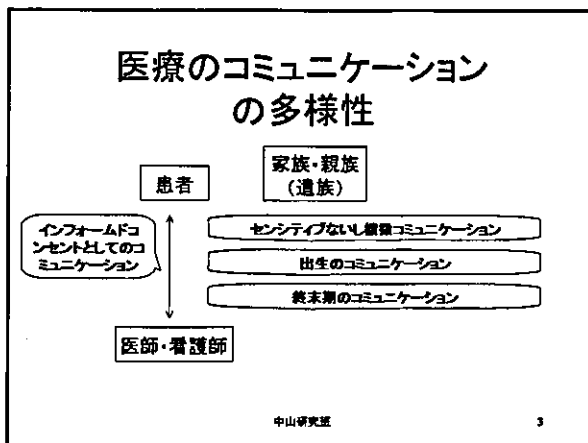 医療のコミュニケーション
の多様性
患者
家族・親族
(遺族)
インフォームドコ
ンセントとしてのコ
ミュニケーション
センシティブないし機微コミュニケーション
出生のコミュニケーション
終末期のコミュニケーション
医師・看護師
中山研究室
3